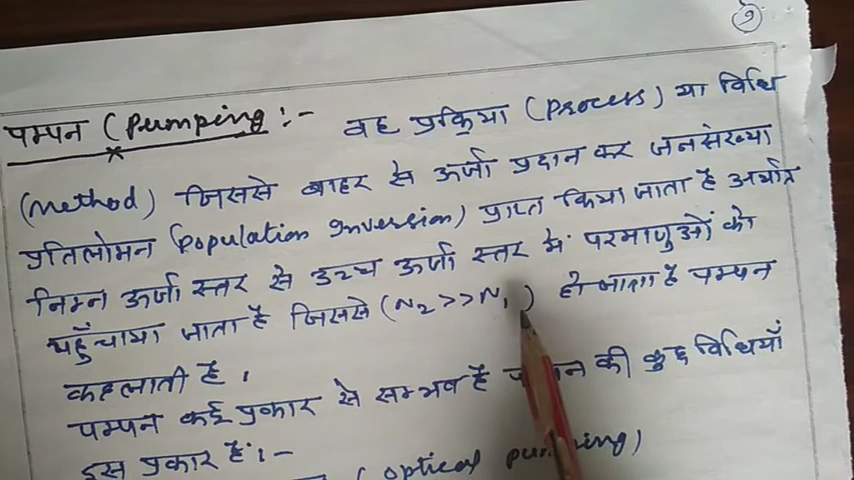 9
पम्पन (Pumping :- वह प्रक्रिया (Process) या विधि
(Method) जिससे बाहर से ऊर्जा प्रदान कर जनसंख्या
प्रतिलोमन (Population Inversion) प्राप्त किया जाता है अर्थात
निम्न ऊर्जा स्तर से उच्च ऊर्जा स्तर में परमाणुओं को
पहुँचाया जाता है जिससे (N₂ >> N₁) हो जाता है पम्पन
कहलाती है।
पम्पन कई प्रकार से सम्भव है की कुछ विधियाँ
इस प्रकार हैं:-
(optical